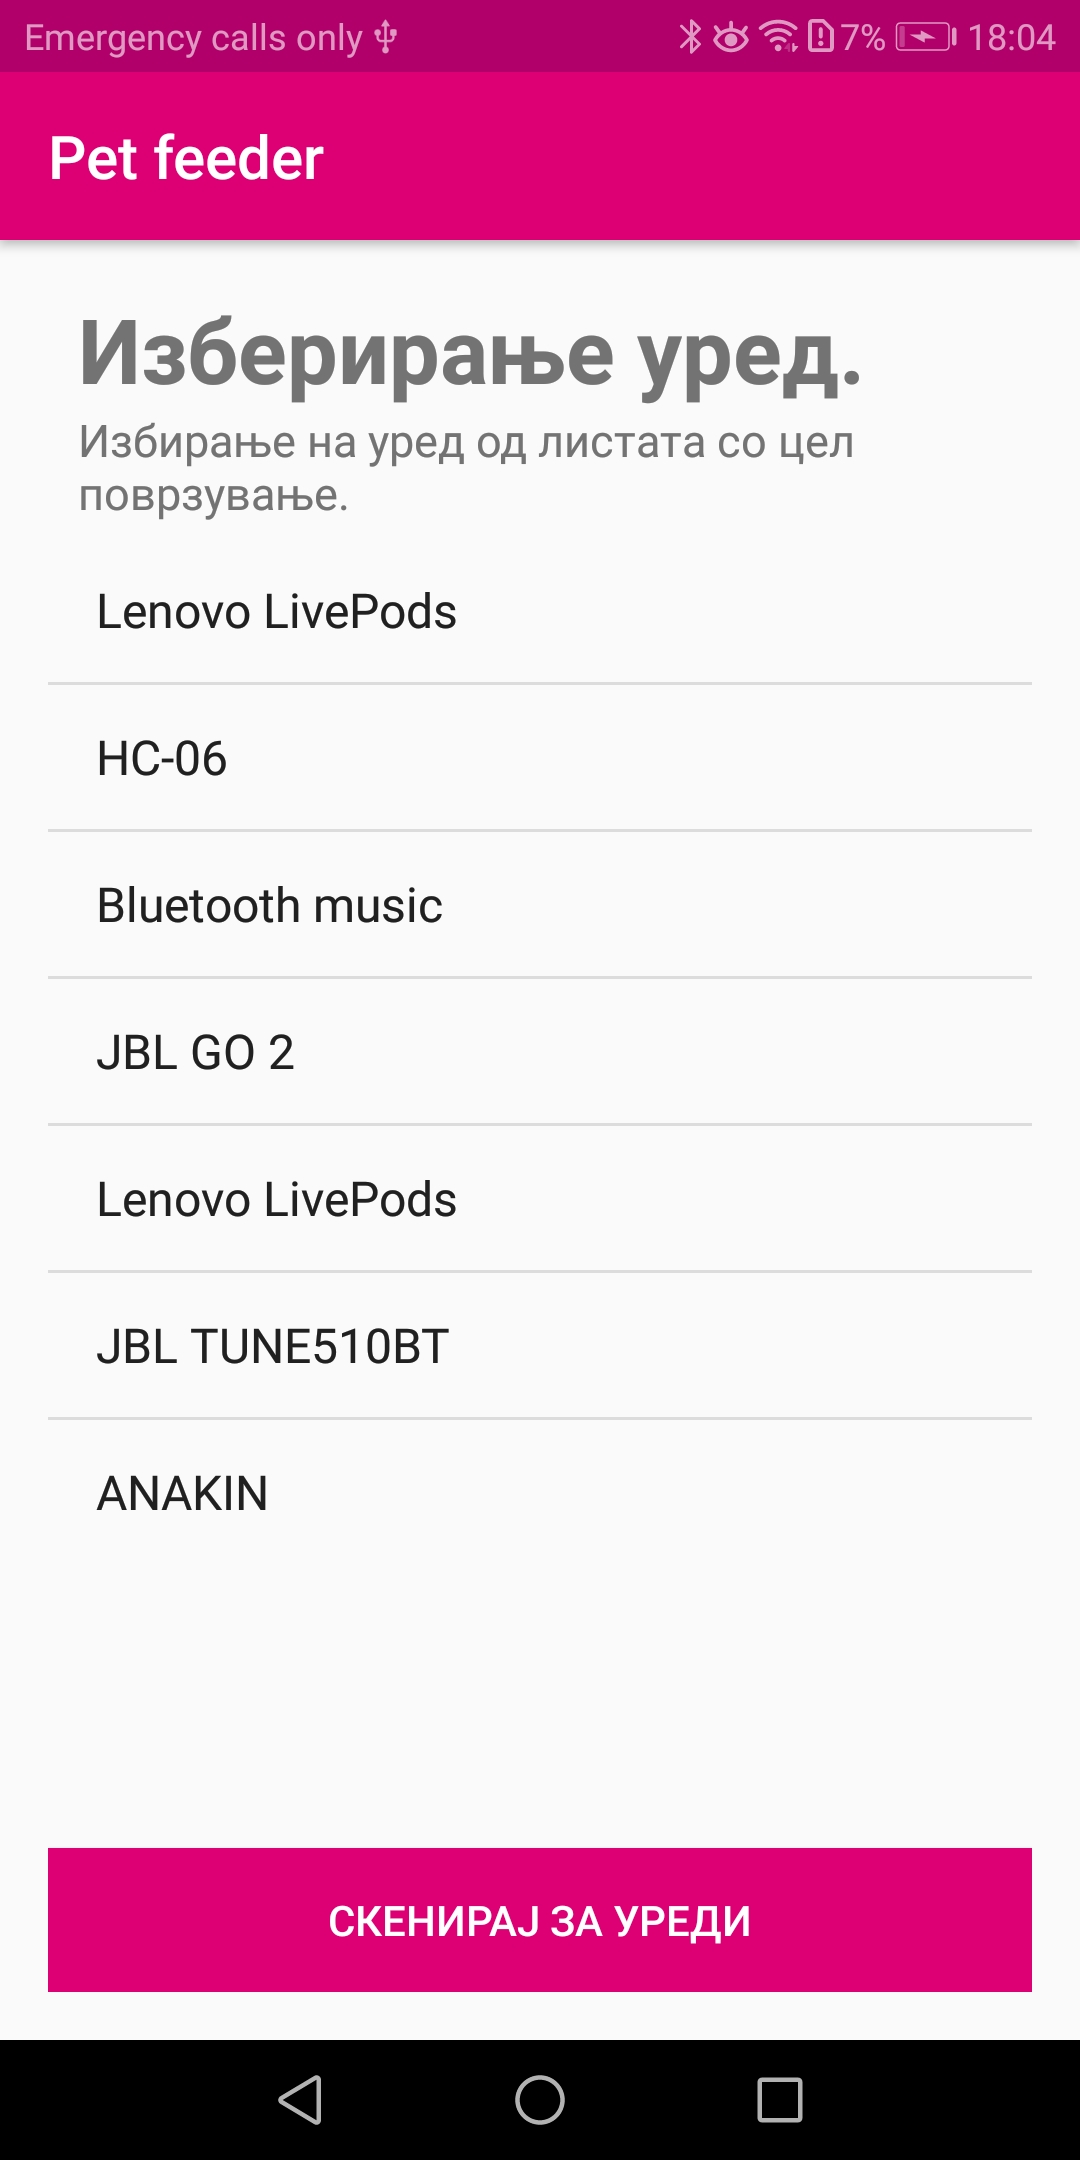 Emergency calls only 7% 18:04
Pet feeder
Изберирање уред.
Избирање на уред од листата со цел
поврзување.
Lenovo LivePods
HC-06
Bluetooth music
JBL GO 2
Lenovo LivePods
JBL TUNE510BT
ANAKIN
СКЕНИРАЈ ЗА УРЕДИ